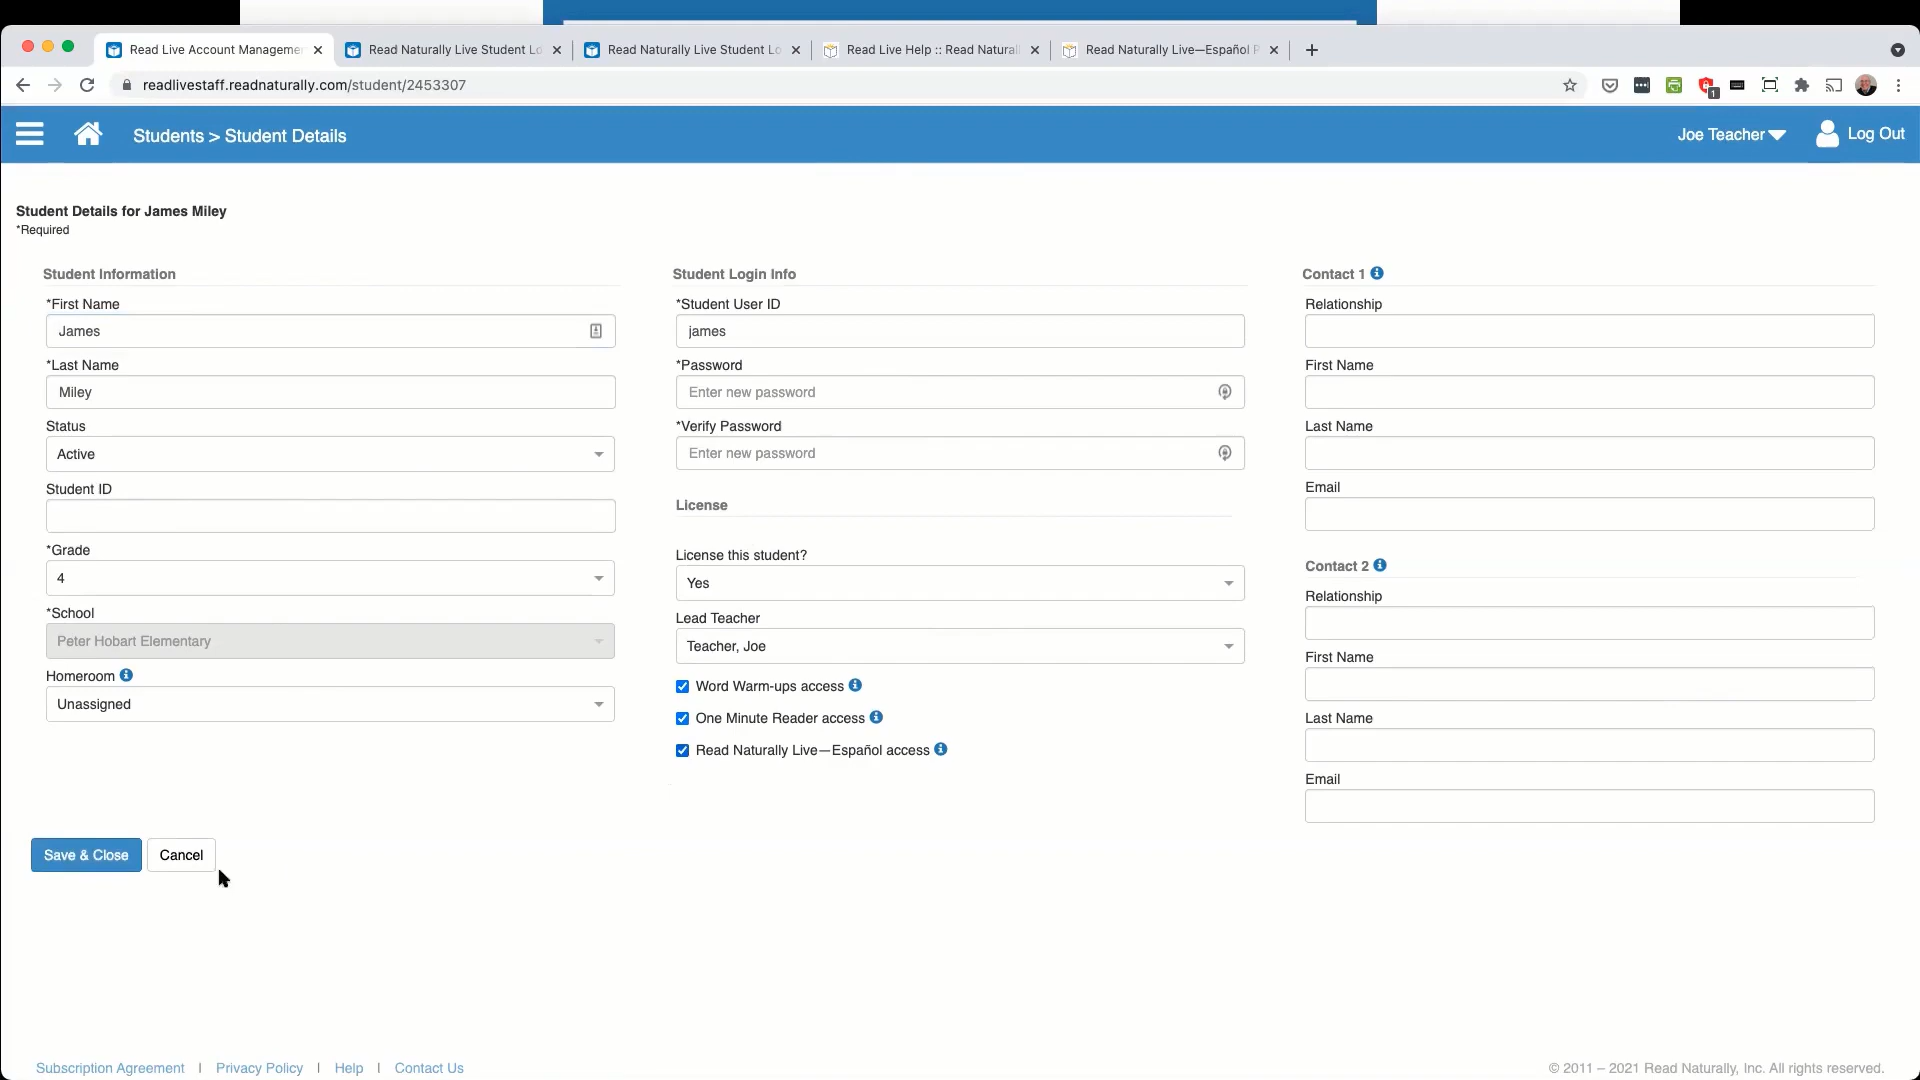 Read Live Account Manageme
Read Naturally Live Student Lo
Read Naturally Live Student Lo
Read Live Help :: Read Natural
Read Naturally Live—Español P
readlivestaff.readnaturally.com/student/2453307
1
Students > Student Details
Joe Teacher
Log Out
Student Details for James Miley
*Required
Student Information
*First Name
James
*Last Name
Miley
Status
Active
Student ID
*Grade
4
*School
Peter Hobart Elementary
Homeroom
Unassigned
Student Login Info
*Student User ID
james
*Password
Enter new password
*Verify Password
Enter new password
License
License this student?
Yes
Lead Teacher
Teacher, Joe
Word Warm-ups access
One Minute Reader access
Read Naturally Live—Español access
Contact 1
Relationship
First Name
Last Name
Email
Contact 2
Relationship
First Name
Last Name
Email
Save & Close
Cancel
Subscription Agreement | Privacy Policy | Help | Contact Us
© 2011 – 2021 Read Naturally, Inc. All rights reserved.